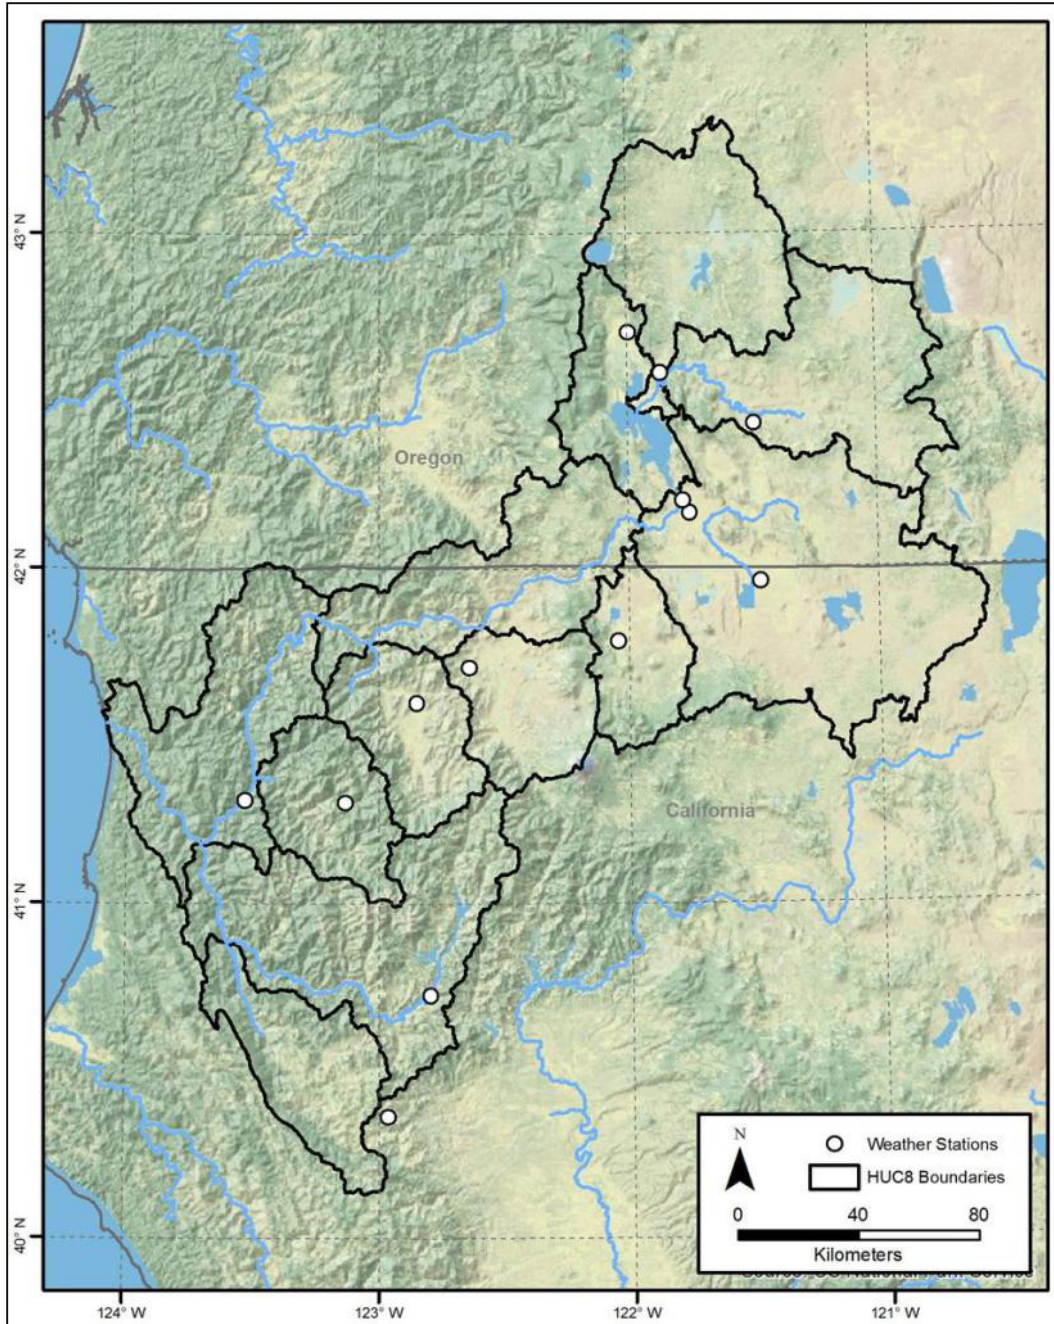 43° N
Oregon
42° N
California
41° N
40° N
N
Weather Stations
HUC8 Boundaries
0 40 80
Kilometers
124° W 123° W 122° W 121° W